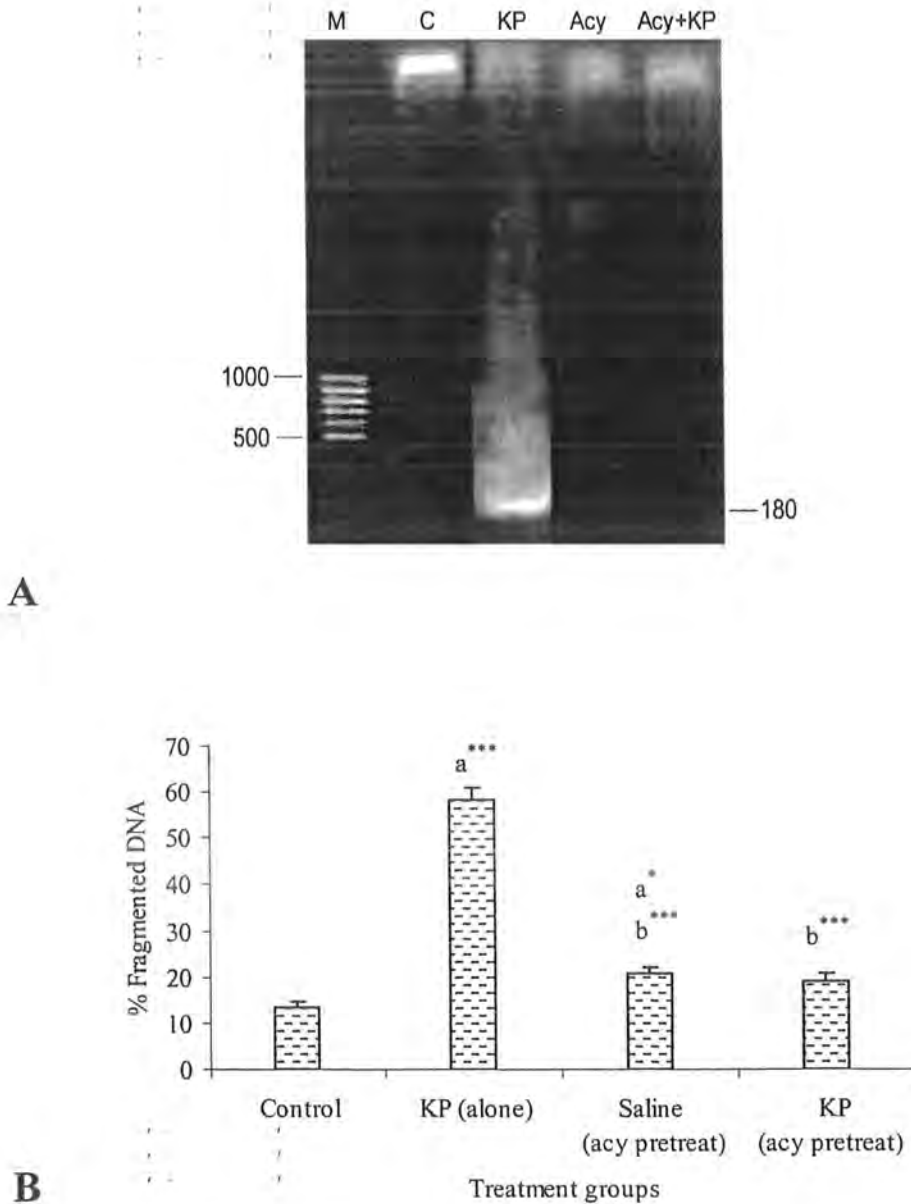 M C KP Acy Acy+KP
1000
500
180
A
70
60
50
40
30
20
10
0
% Fragmented DNA
a***
a*
b***
b***
Control KP (alone) Saline KP
(acy pretreat) (acy pretreat)
B
Treatment groups